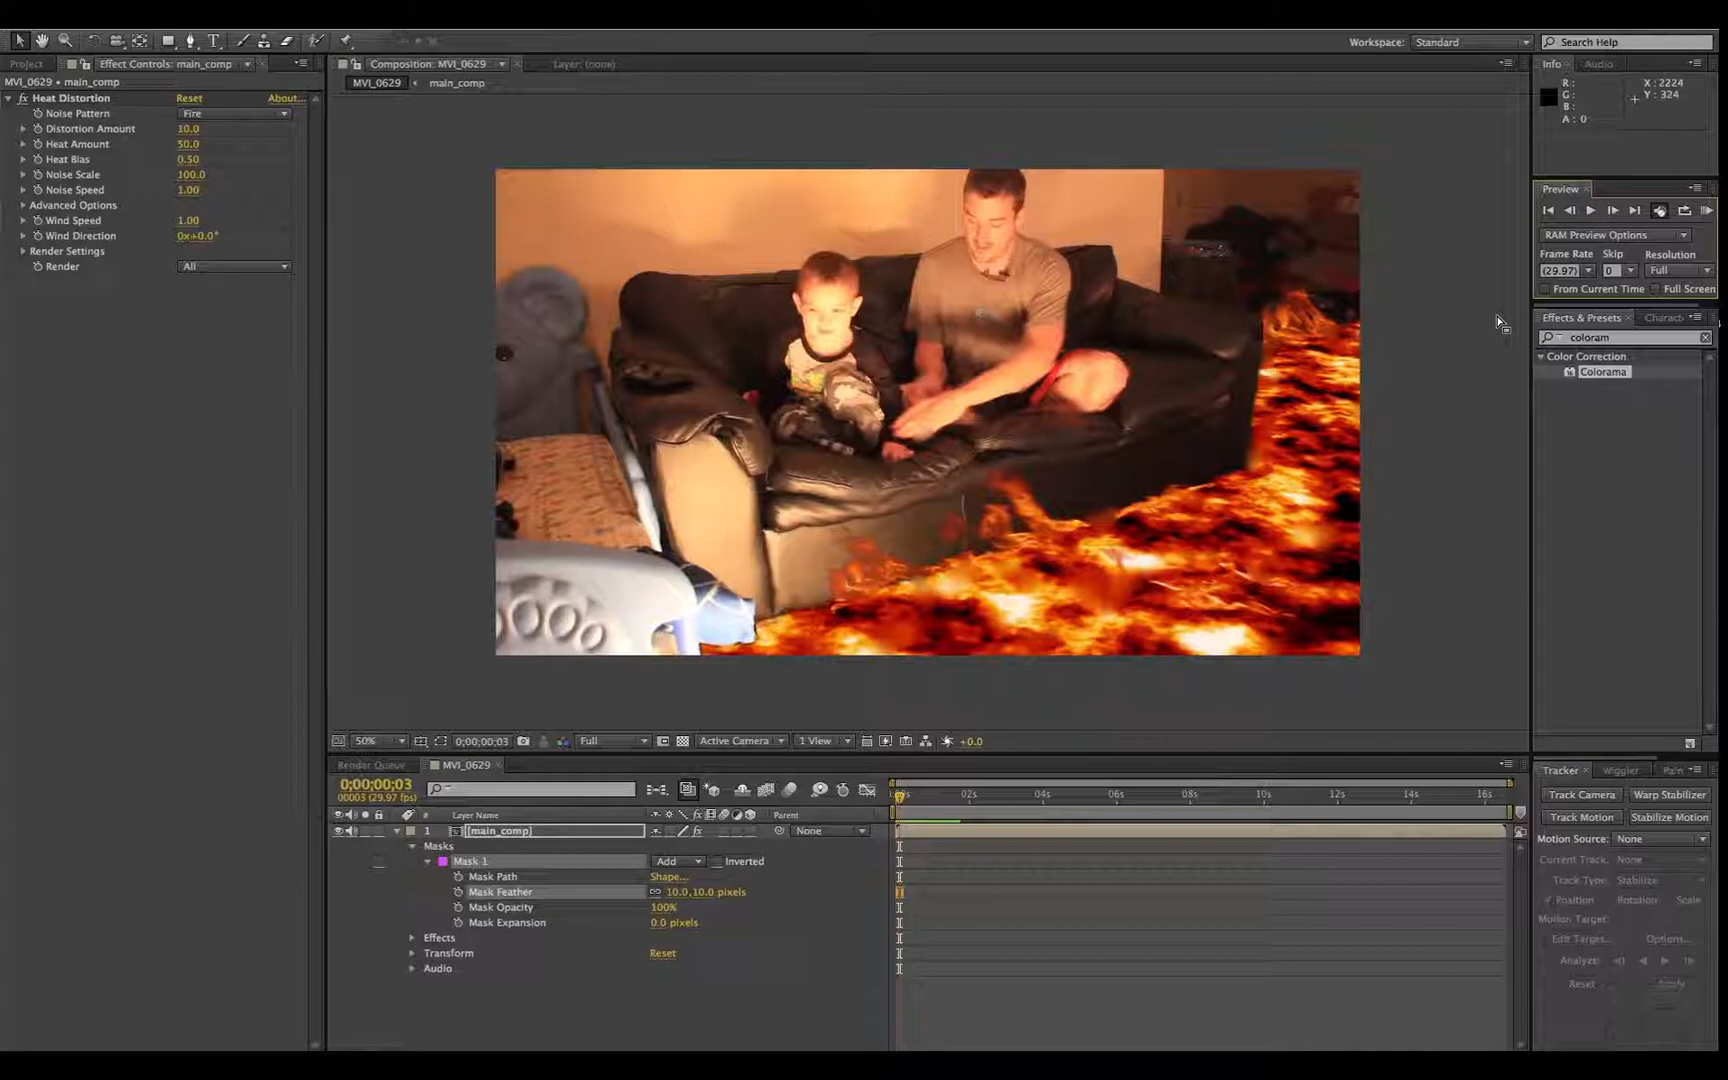 Workspace: Standard
Search Help
Project
Effect Controls: main_comp
Composition: MVI_0629
Layer: (none)
Info
Audio
MVI_0629 • main_comp
MVI_0629
main_comp
R:
G:
B:
A: 0
X: 2224
Y: 324
Heat Distortion
Reset
About...
Noise Pattern
Fire
Distortion Amount
10.0
Heat Amount
50.0
Heat Bias
0.50
Noise Scale
100.0
Noise Speed
1.00
Advanced Options
Wind Speed
1.00
Wind Direction
0x+0.0°
Render Settings
Render
All
Preview
RAM Preview Options
Frame Rate
Skip
Resolution
(29.97)
0
Full
From Current Time
Full Screen
Effects & Presets
Charact
coloram
Color Correction
Colorama
50%
0;00;00;03
Full
Active Camera
1 View
+0.0
Render Queue
MVI_0629
0;00;00;03
00003 (29.97 fps)
#
Layer Name
Parent
02s
04s
06s
08s
10s
12s
14s
16s
1
[main_comp]
None
Masks
Mask 1
Add
Inverted
Mask Path
Shape...
Mask Feather
10.0,10.0 pixels
Mask Opacity
100%
Mask Expansion
0.0 pixels
Effects
Transform
Reset
Audio
Tracker
Wiggler
Pain
Track Camera
Warp Stabilizer
Track Motion
Stabilize Motion
Motion Source:
None
Current Track:
None
Track Type:
Stabilize
Position
Rotation
Scale
Motion Target:
Edit Target...
Options...
Analyze:
Reset